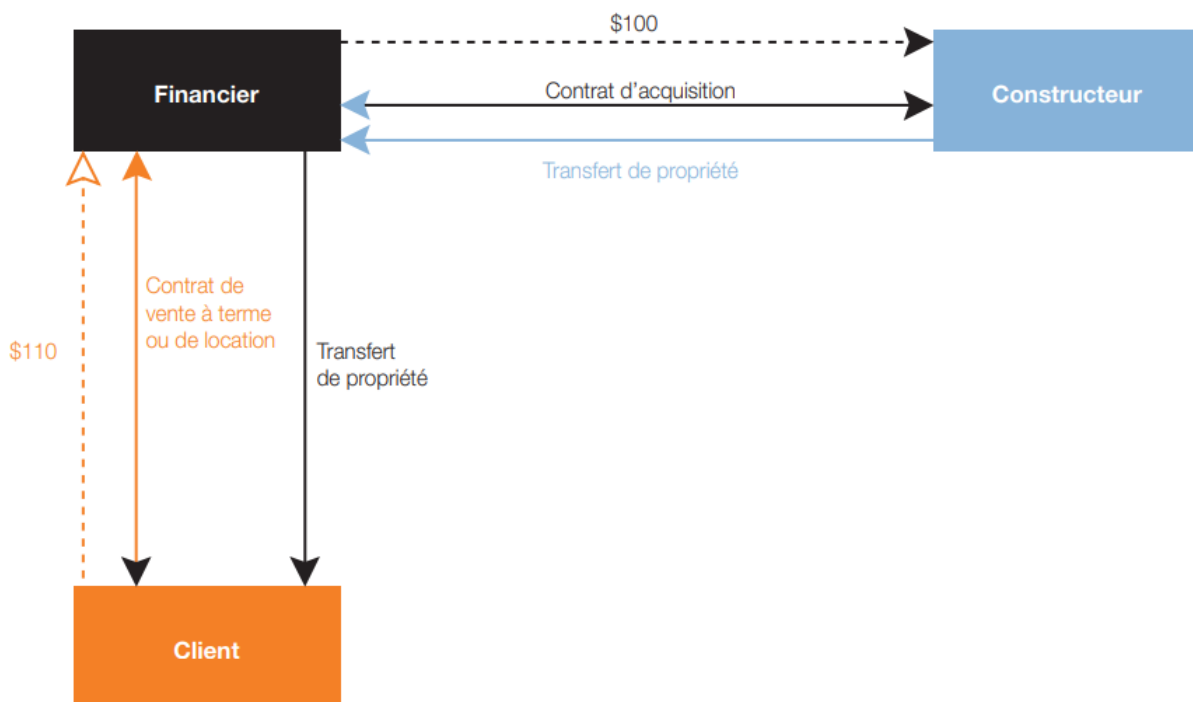 $100
Financier
Contrat d’acquisition
Constructeur
Transfert de propriété
Contrat de
vente à terme
ou de location
$110
Transfert
de propriété
Client